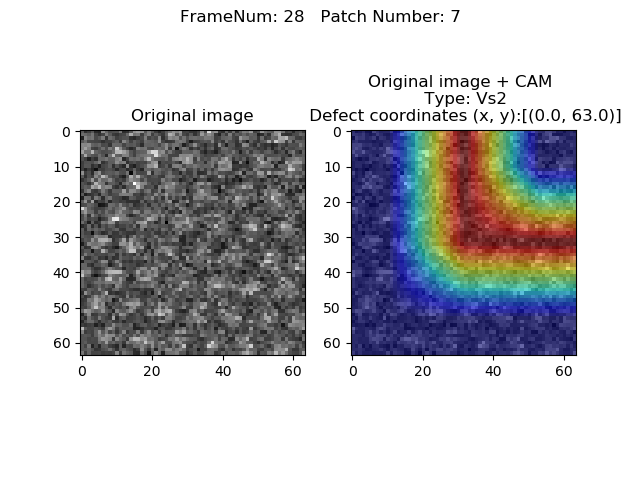 FrameNum: 28   Patch Number: 7
Original image
Original image + CAM
Type: Vs2
Defect coordinates (x, y):[(0.0, 63.0)]
0
10
20
30
40
50
60
0 20 40 60
0
10
20
30
40
50
60
0 20 40 60